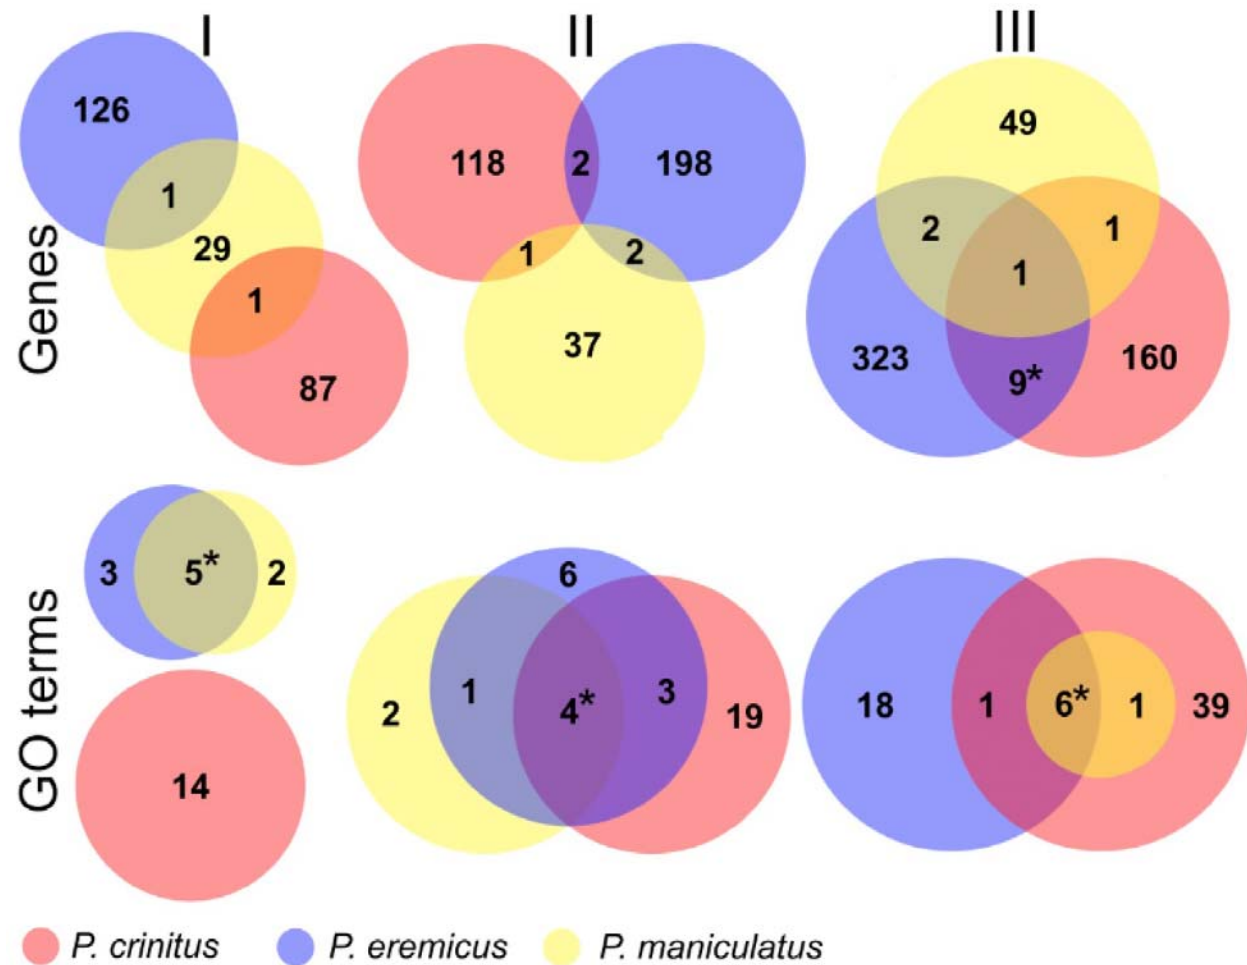 I II III
Genes
126
1
29
1
87
118 2 198
1 2
37
49
2 1
1
323 9* 160
GO terms
3 5* 2
14
6
2 1 4* 3 19
18 1 6* 1 39
P. crinitus P. eremicus P. maniculatus